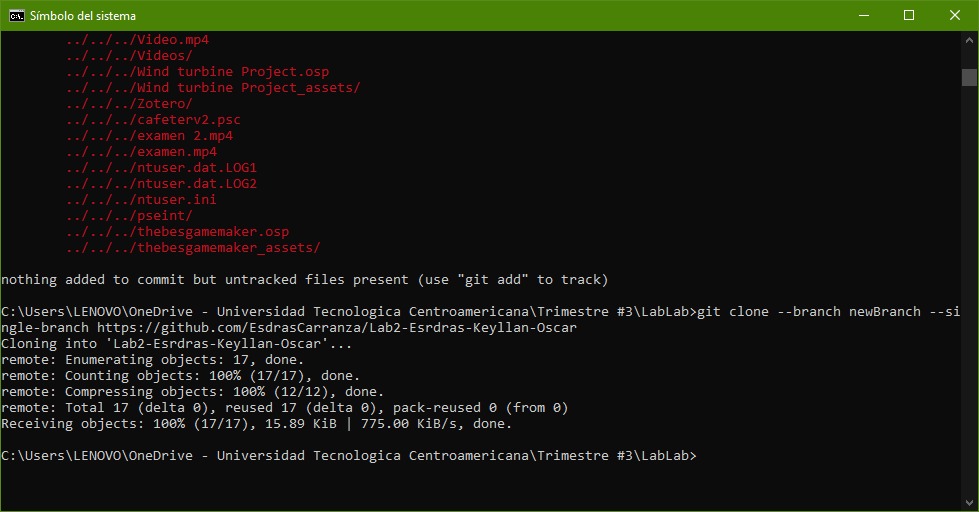 Símbolo del sistema
../../../Video.mp4
../../../Videos/
../../../Wind turbine Project.osp
../../../Wind turbine Project_assets/
../../../Zotero/
../../../cafeterv2.psc
../../../examen 2.mp4
../../../examen.mp4
../../../ntuser.dat.LOG1
../../../ntuser.dat.LOG2
../../../ntuser.ini
../../../pseint/
../../../thebesgamemaker.osp
../../../thebesgamemaker_assets/
nothing added to commit but untracked files present (use "git add" to track)
C:\Users\LENOVO\OneDrive - Universidad Tecnologica Centroamericana\Trimestre #3\LabLab>git clone --branch newBranch --si
ngle-branch https://github.com/EsdrasCarranza/Lab2-Esrdras-Keyllan-Oscar
Cloning into 'Lab2-Esrdras-Keyllan-Oscar'...
remote: Enumerating objects: 17, done.
remote: Counting objects: 100% (17/17), done.
remote: Compressing objects: 100% (12/12), done.
remote: Total 17 (delta 0), reused 17 (delta 0), pack-reused 0 (from 0)
Receiving objects: 100% (17/17), 15.89 KiB | 775.00 KiB/s, done.
C:\Users\LENOVO\OneDrive - Universidad Tecnologica Centroamericana\Trimestre #3\LabLab>